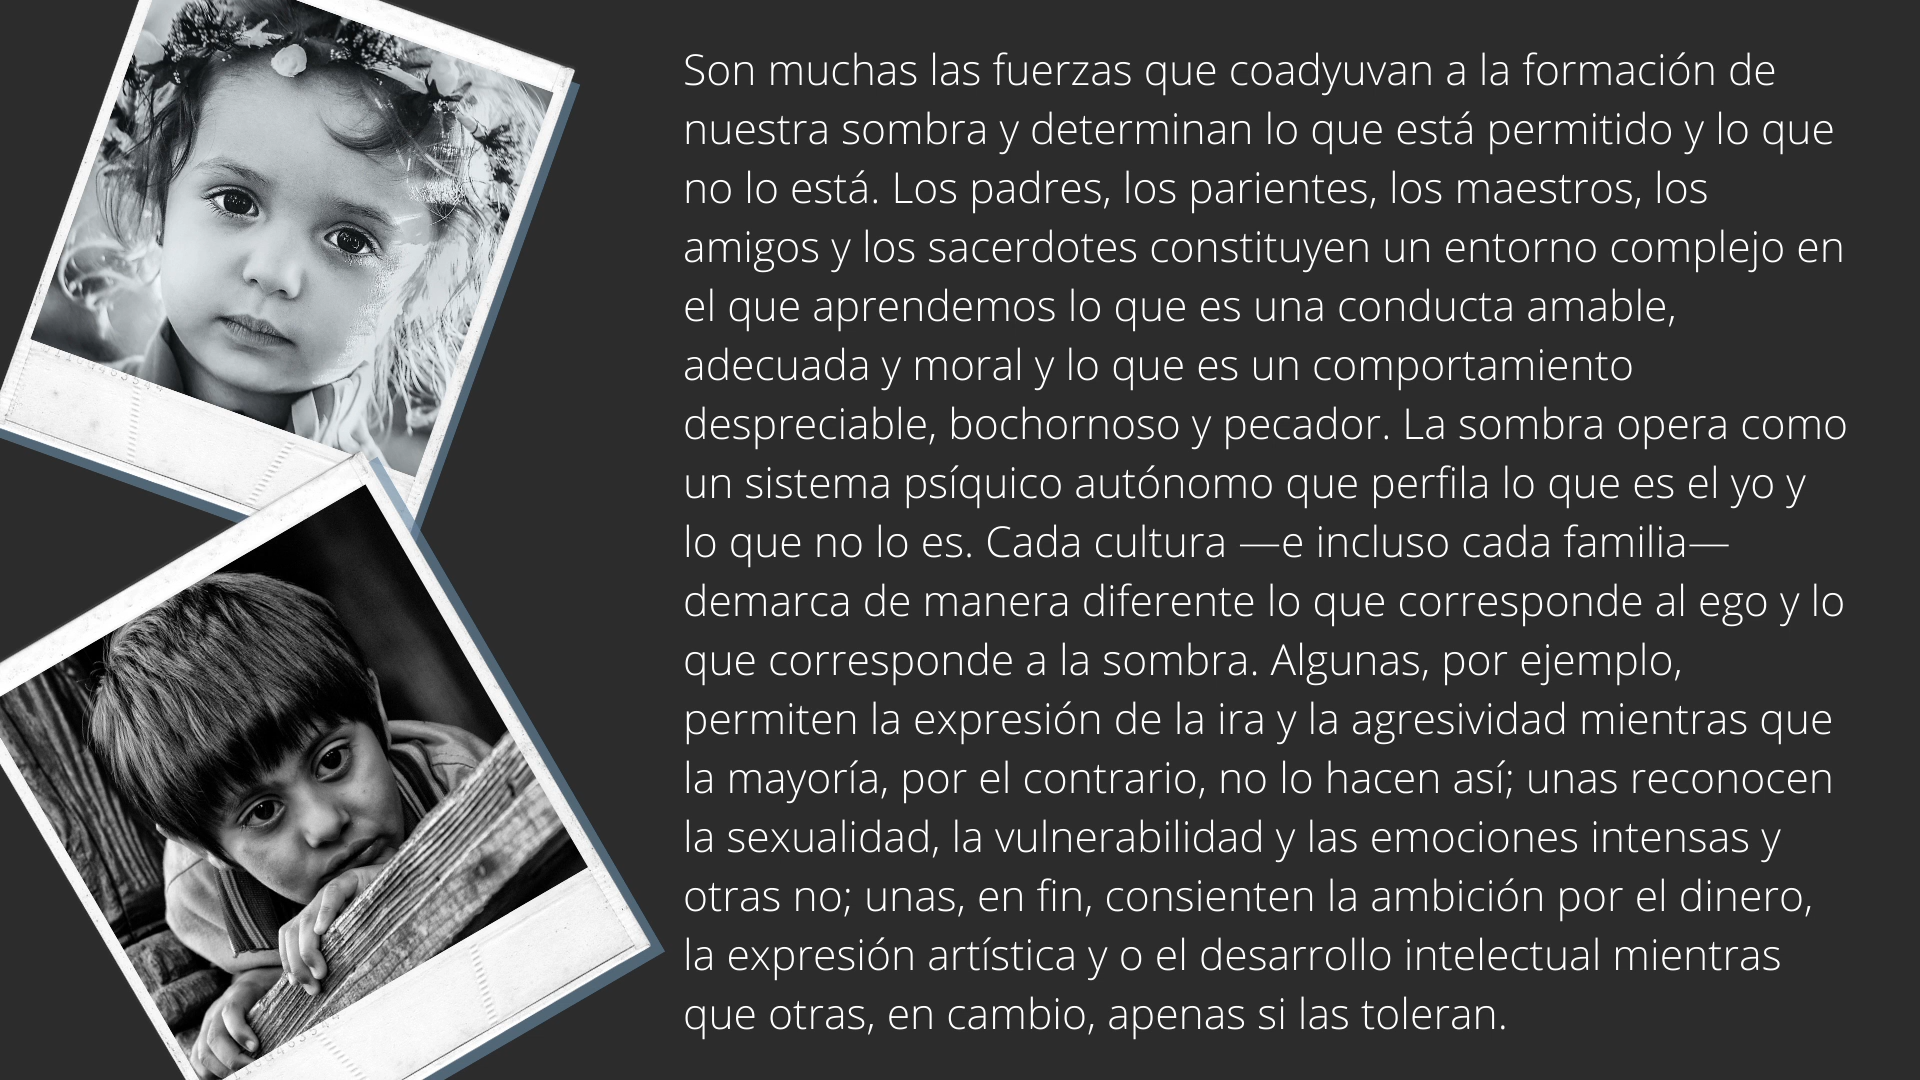 Son muchas las fuerzas que coadyuvan a la formación de
nuestra sombra y determinan lo que está permitido y lo que
no lo está. Los padres, los parientes, los maestros, los
amigos y los sacerdotes constituyen un entorno complejo en
el que aprendemos lo que es una conducta amable,
adecuada y moral y lo que es un comportamiento
despreciable, bochornoso y pecador. La sombra opera como
un sistema psíquico autónomo que perfila lo que es el yo y
lo que no lo es. Cada cultura —e incluso cada familia—
demarca de manera diferente lo que corresponde al ego y lo
que corresponde a la sombra. Algunas, por ejemplo,
permiten la expresión de la ira y la agresividad mientras que
la mayoría, por el contrario, no lo hacen así; unas reconocen
la sexualidad, la vulnerabilidad y las emociones intensas y
otras no; unas, en fin, consienten la ambición por el dinero,
la expresión artística y o el desarrollo intelectual mientras
que otras, en cambio, apenas si las toleran.